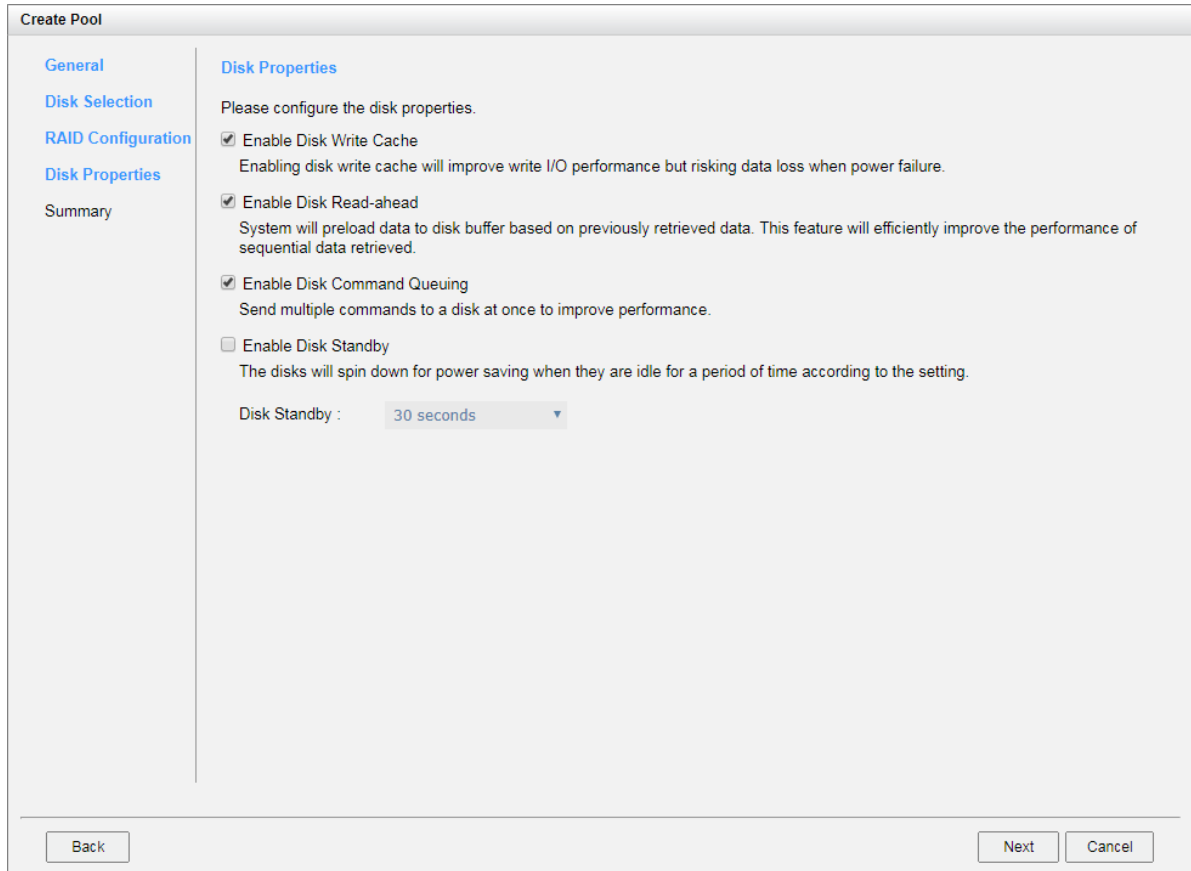 Create Pool
General
Disk Selection
RAID Configuration
Disk Properties
Summary
Disk Properties
Please configure the disk properties.
Enable Disk Write Cache
Enabling disk write cache will improve write I/O performance but risking data loss when power failure.
Enable Disk Read-ahead
System will preload data to disk buffer based on previously retrieved data. This feature will efficiently improve the performance of
sequential data retrieved.
Enable Disk Command Queuing
Send multiple commands to a disk at once to improve performance.
Enable Disk Standby
The disks will spin down for power saving when they are idle for a period of time according to the setting.
Disk Standby : 30 seconds
Back Next Cancel